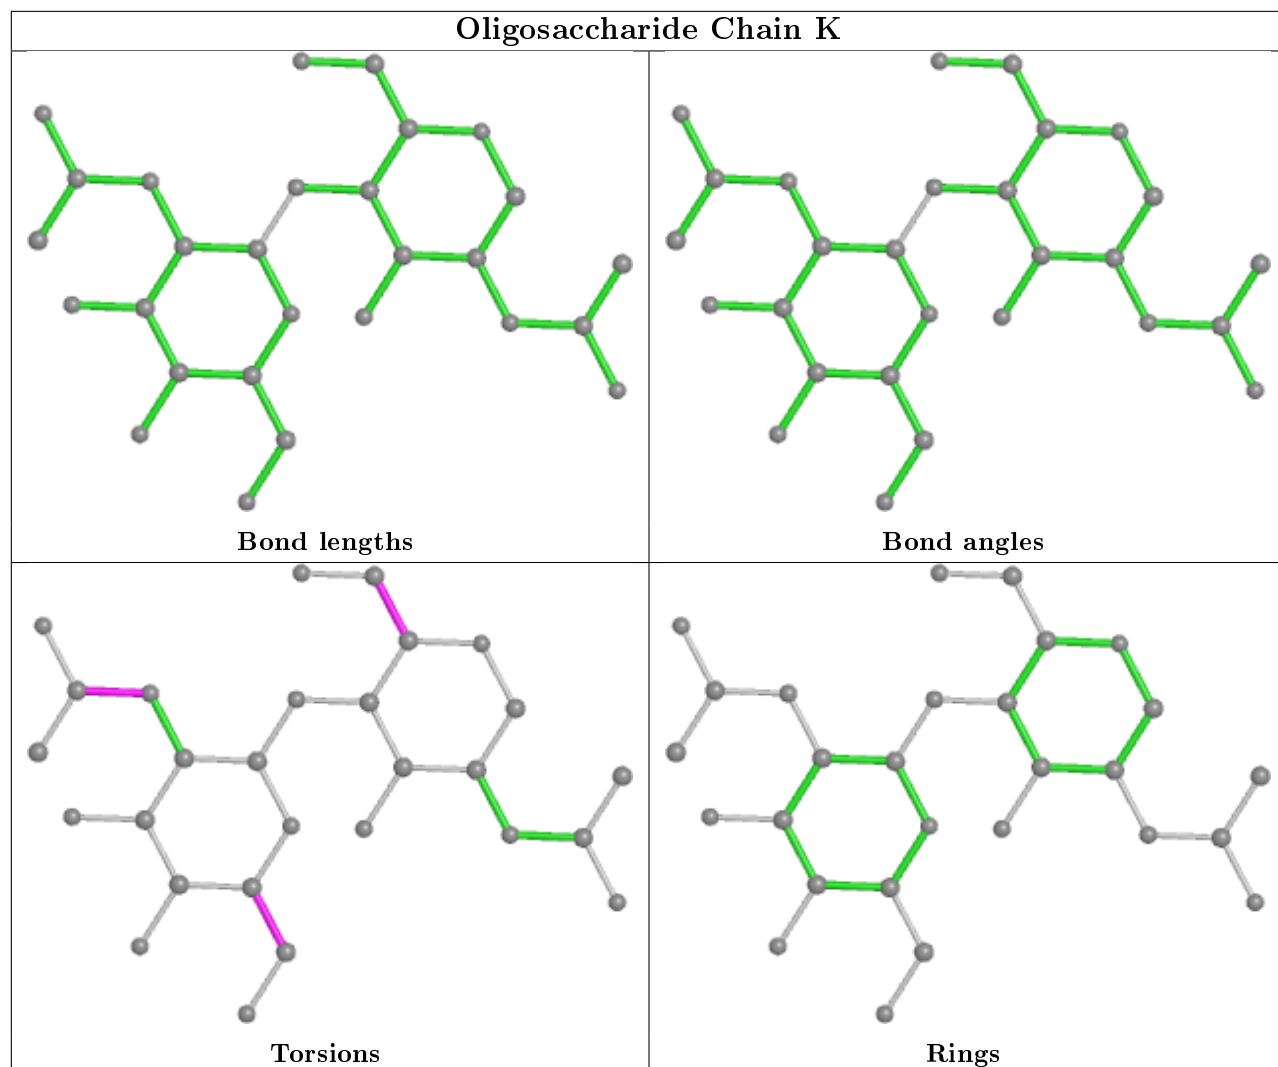 Oligosaccharide Chain K
Bond lengths
Bond angles
Torsions
Rings